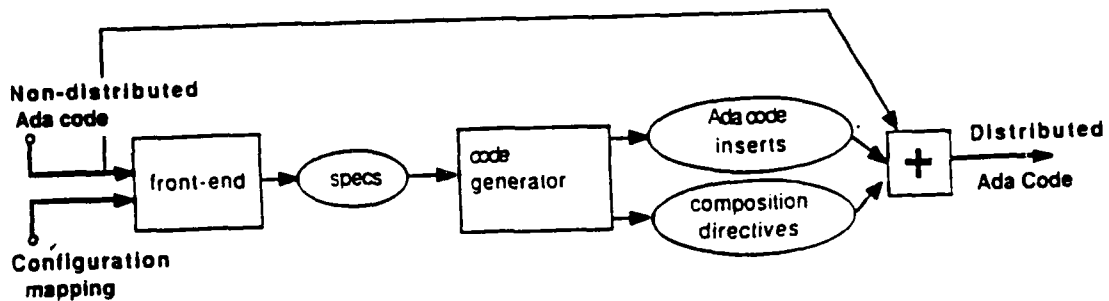 Non-distributed
Ada code
front-end
specs
code
generator
Ada code
inserts
composition
directives
+
Distributed
Ada Code
Configuration
mapping